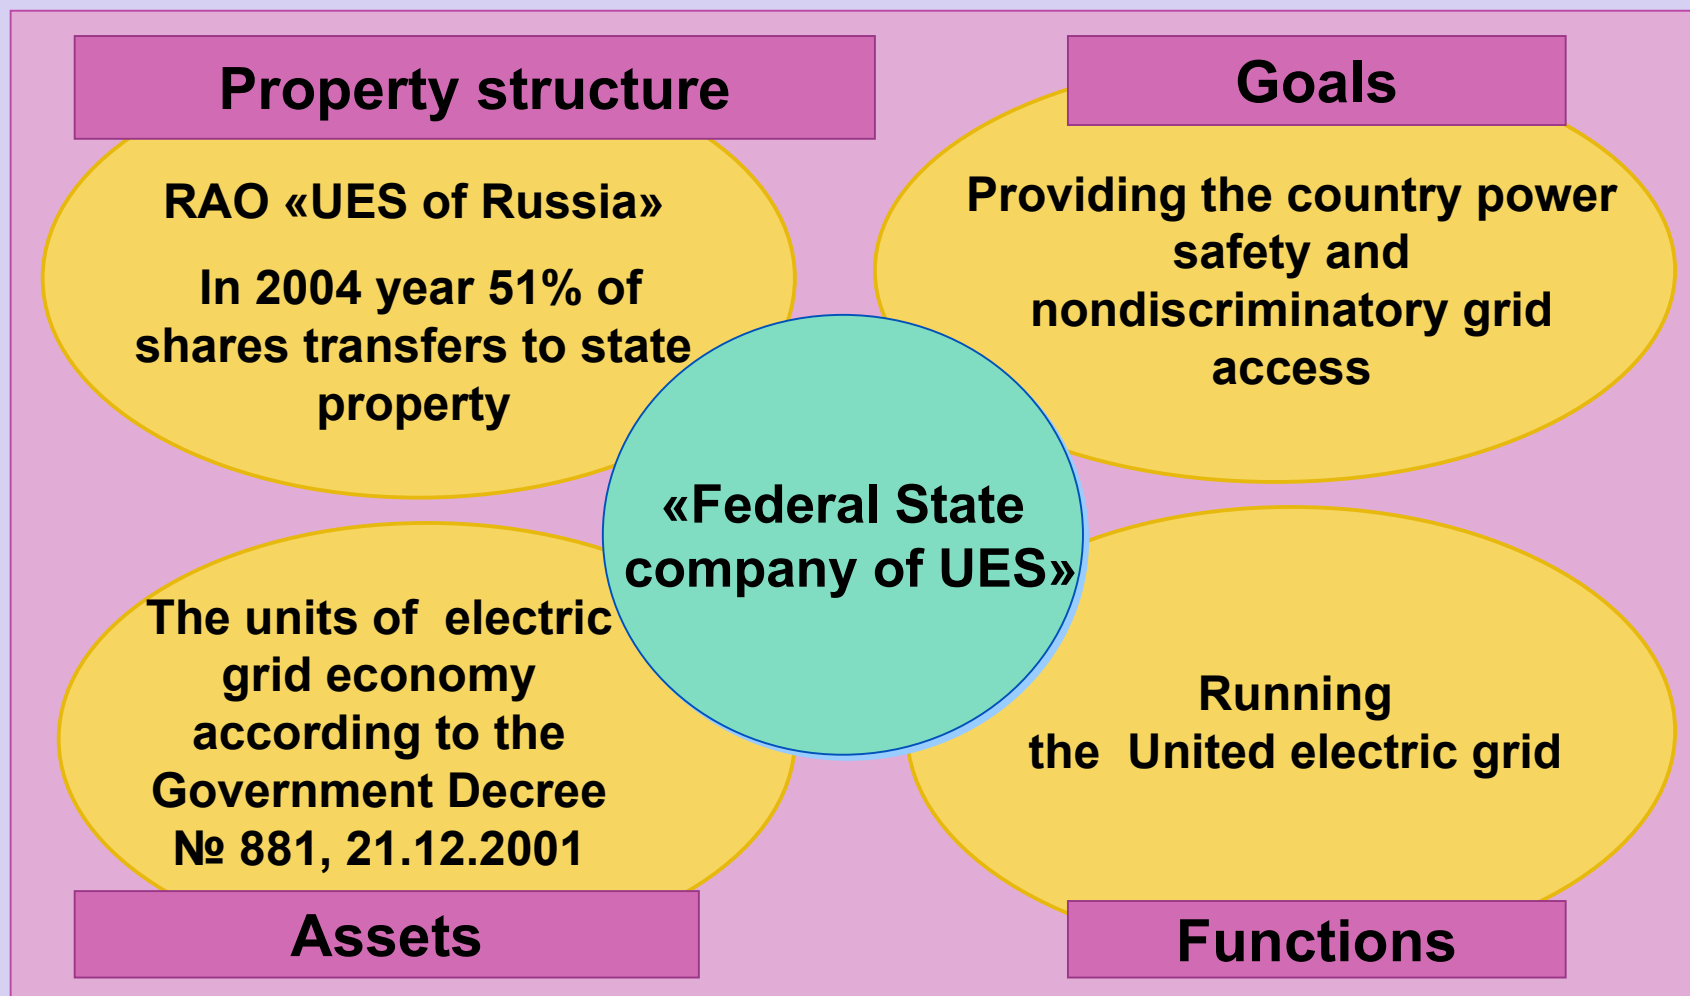 Property structure
RAO «UES of Russia»
In 2004 year 51% of
shares transfers to state
property
Goals
Providing the country power
safety and
nondiscriminatory grid
access
«Federal State
company of UES»
The units of  electric
grid economy
according to the
Government Decree
№ 881, 21.12.2001
Assets
Running
the  United electric grid
Functions